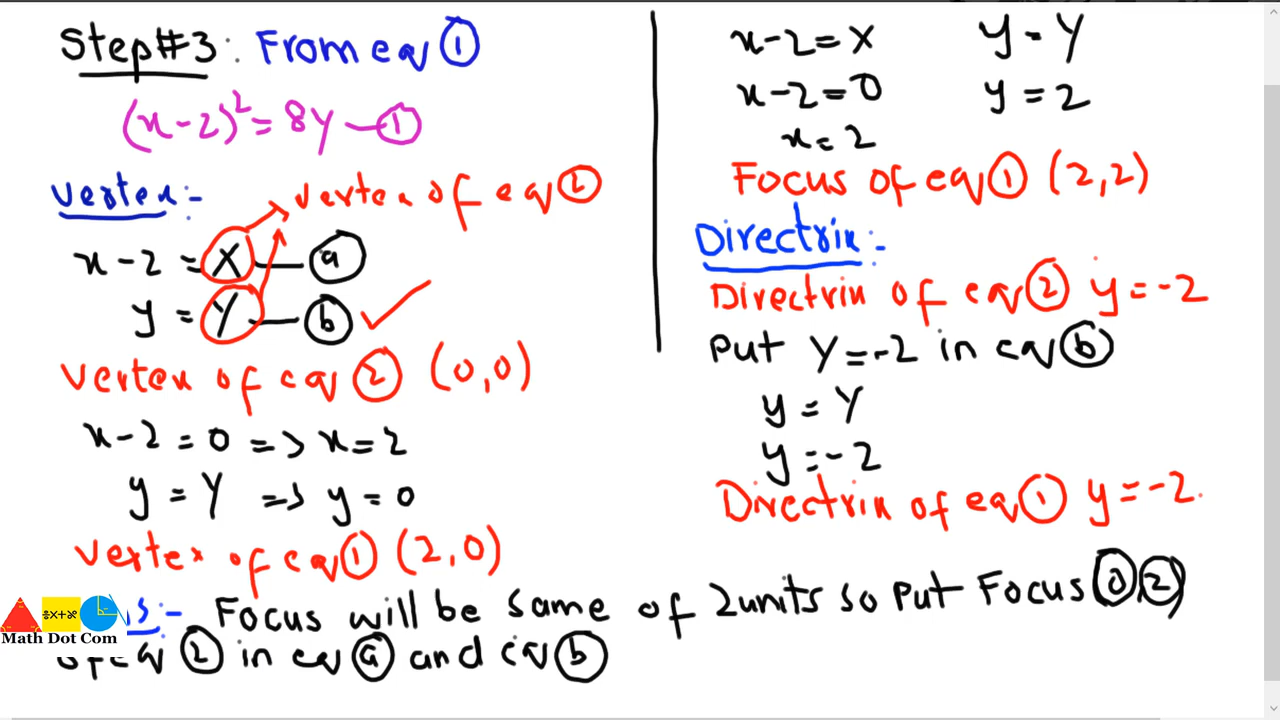 Step#3: From eq ①
(x-2)² = 8y — ①
Vertex:-
vertex of eq ②
x-2 = X — ⓐ
y = Y — ⓑ ✓
Vertex of eq ② (0,0)
x-2 = 0 => x = 2
y = Y => y = 0
Vertex of eq ① (2,0)
s:- Focus will be same of 2units so put Focus (0,2)
of eq ② in eq ⓐ and eq ⓑ
x-2 = X y = Y
x-2 = 0 y = 2
x = 2
Focus of eq ① (2,2)
Directrix:-
Directrix of eq ② y = -2
Put Y = -2 in eq ⓑ
y = Y
y = -2
Directrix of eq ① y = -2.
Math Dot Com